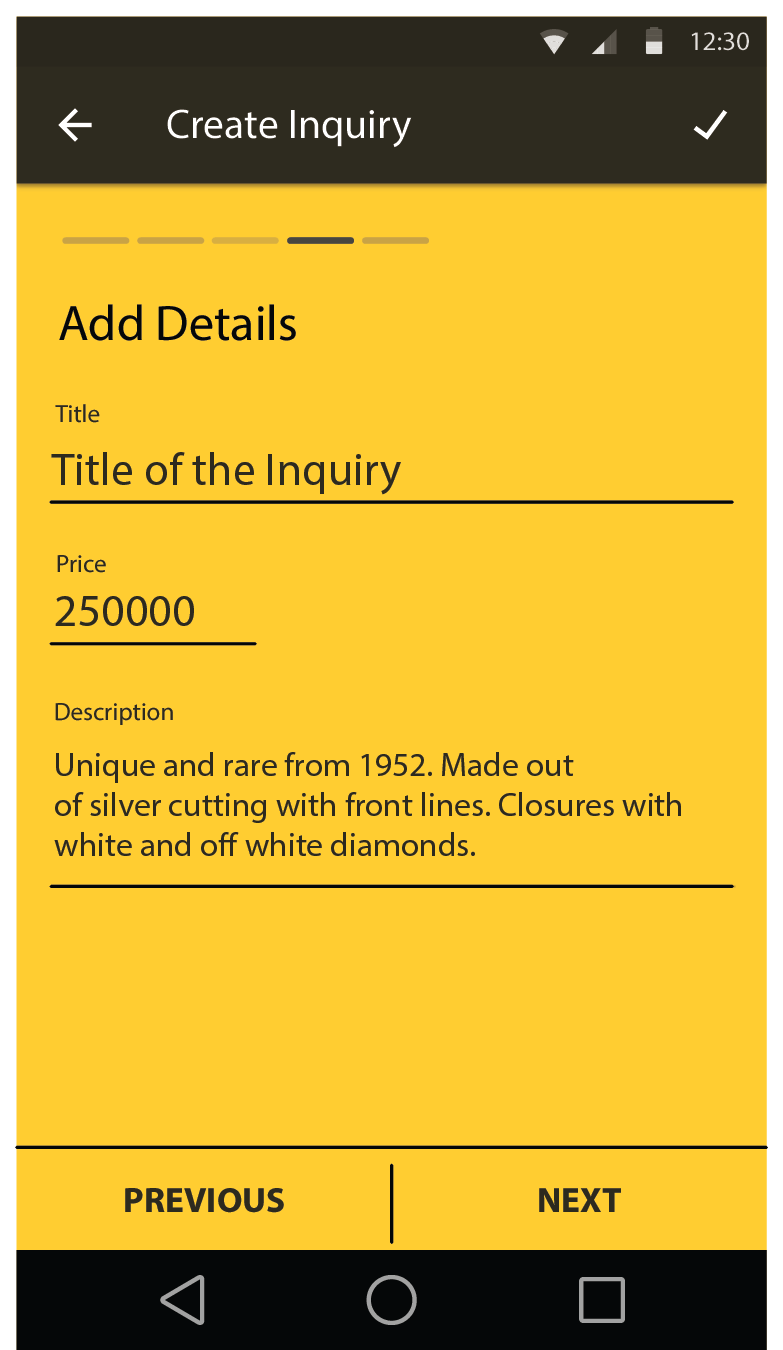 12:30
Create Inquiry
Add Details
Title
Title of the Inquiry
Price
250000
Description
Unique and rare from 1952. Made out
of silver cutting with front lines. Closures with
white and off white diamonds.
PREVIOUS
NEXT